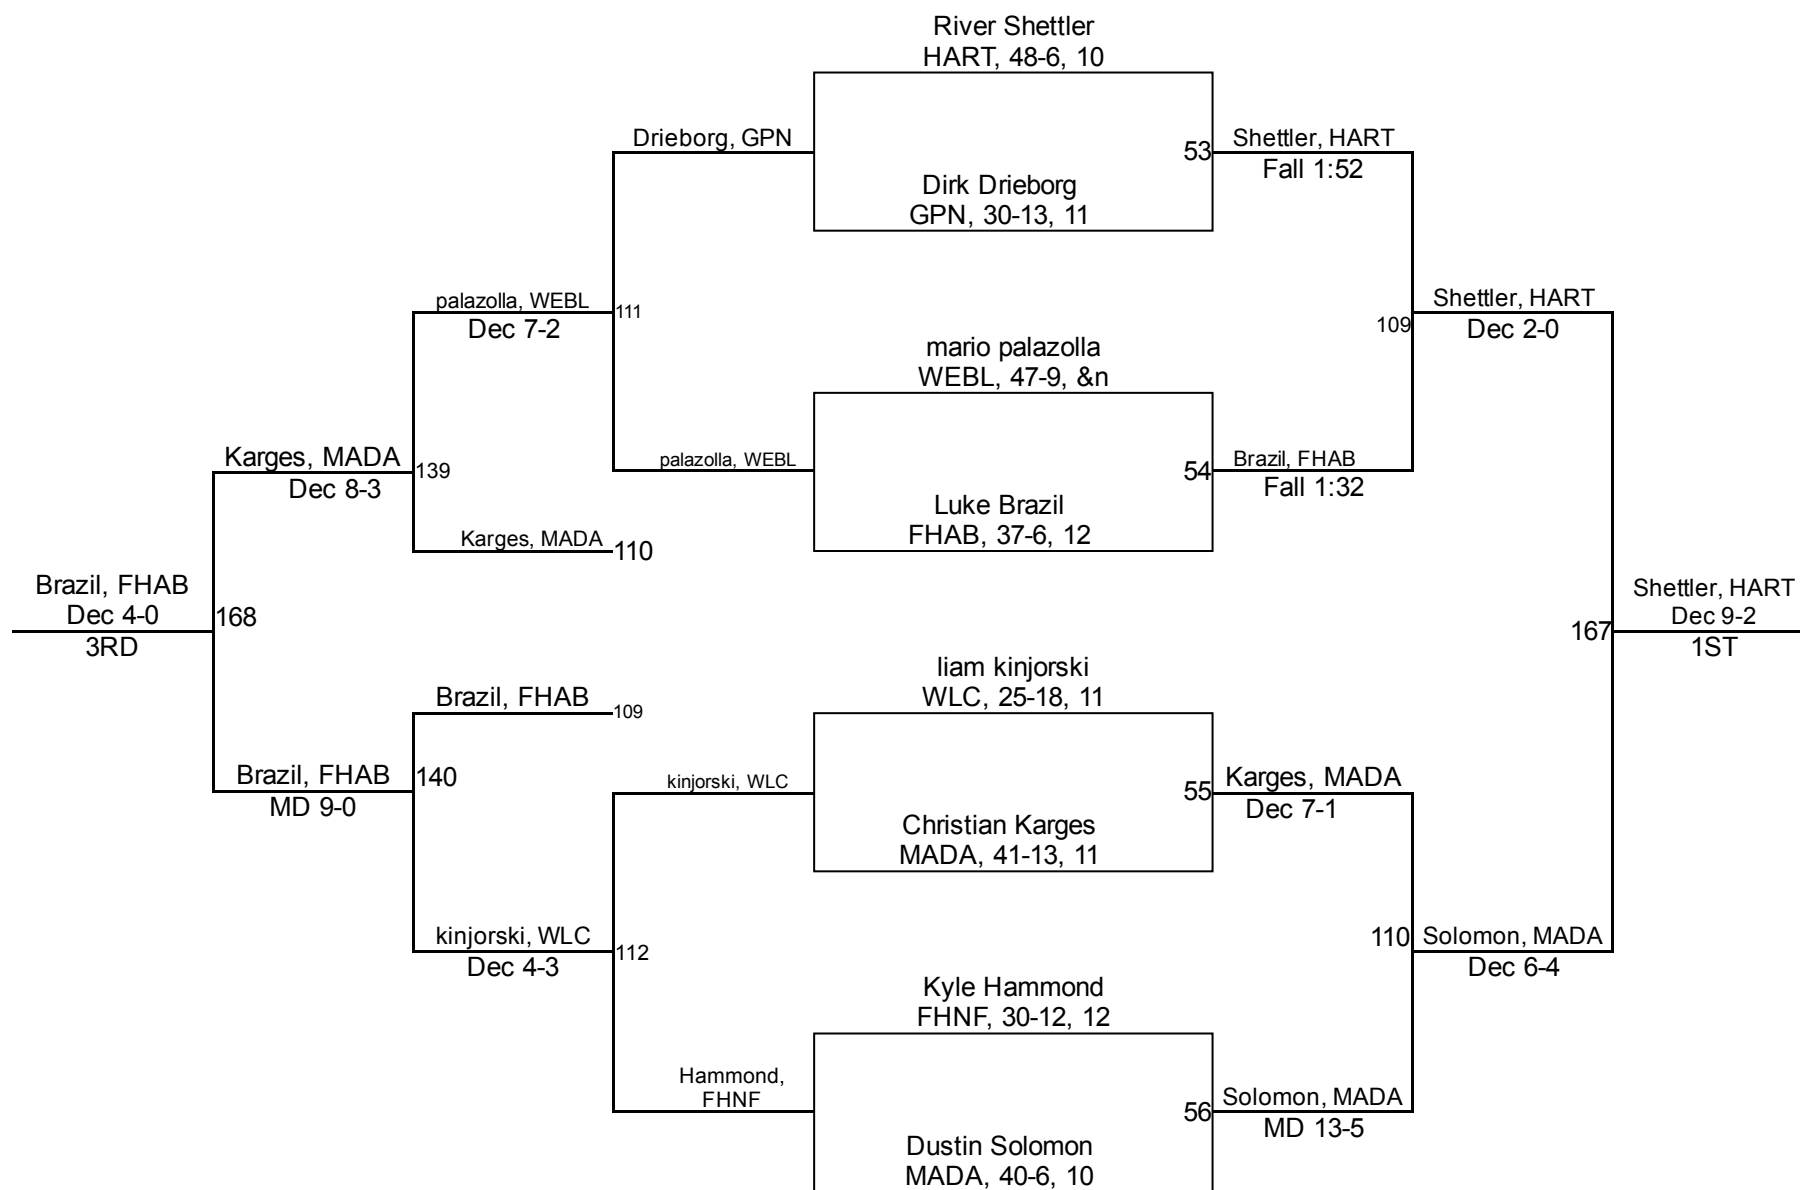 River Shettler
HART, 48-6, 10
Drieborg, GPN
53
Shettler, HART
Fall 1:52
Dirk Drieborg
GPN, 30-13, 11
palazolla, WEBL
Dec 7-2
111
Shettler, HART
Dec 2-0
109
mario palazolla
WEBL, 47-9, &n
Karges, MADA
Dec 8-3
139
palazolla, WEBL
54
Brazil, FHAB
Fall 1:32
Luke Brazil
FHAB, 37-6, 12
Karges, MADA
110
Brazil, FHAB
Dec 4-0
3RD
168
167
Shettler, HART
Dec 9-2
1ST
liam kinjorski
WLC, 25-18, 11
Brazil, FHAB
109
Brazil, FHAB
MD 9-0
140
kinjorski, WLC
55
Karges, MADA
Dec 7-1
Christian Karges
MADA, 41-13, 11
kinjorski, WLC
Dec 4-3
112
110
Solomon, MADA
Dec 6-4
Kyle Hammond
FHNF, 30-12, 12
Hammond,
FHNF
56
Solomon, MADA
MD 13-5
Dustin Solomon
MADA, 40-6, 10